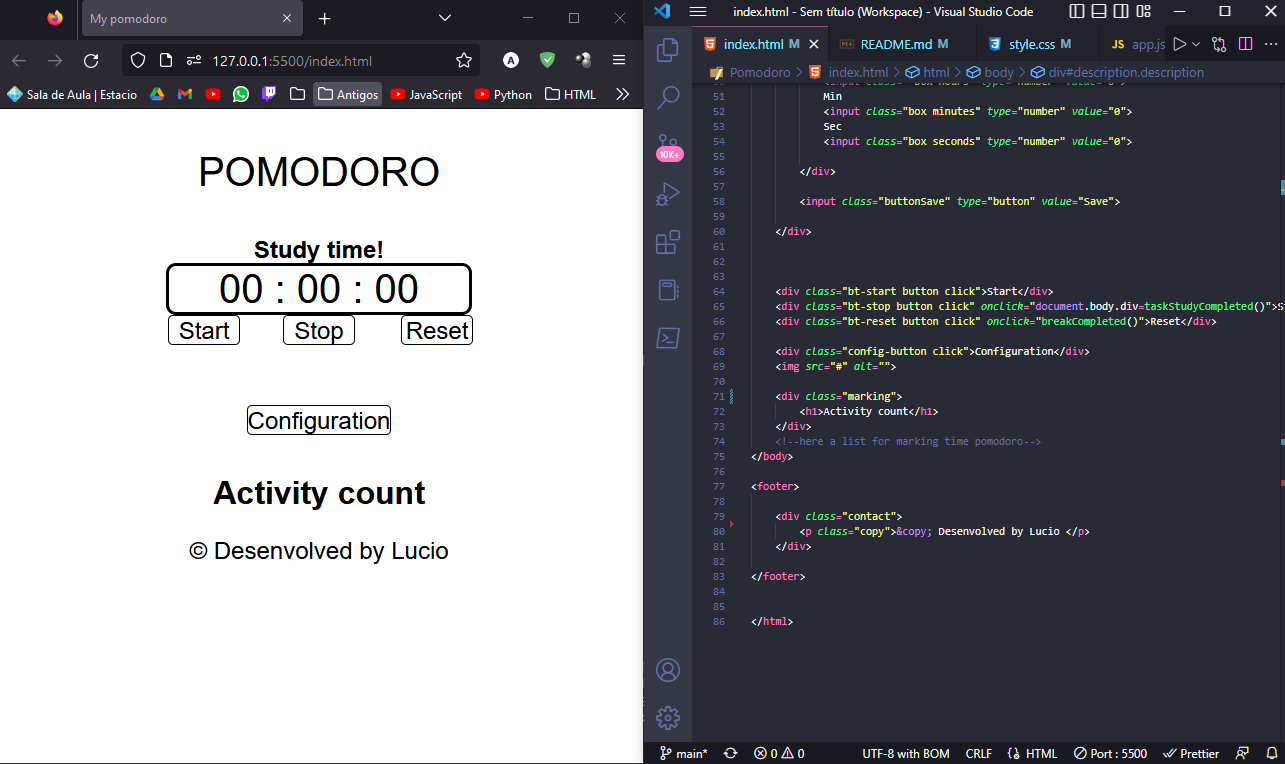 My pomodoro
127.0.0.1:5500/index.html
A
Sala de Aula | Estacio
Antigos
JavaScript
Python
HTML
POMODORO
Study time!
00 : 00 : 00
Start
Stop
Reset
Configuration
Activity count
© Desenvolved by Lucio
index.html - Sem título (Workspace) - Visual Studio Code
index.html M
README.md M
style.css M
JS app.js
Pomodoro > index.html > html > body > div#description.description
10K+
51 Min
52 <input class="box minutes" type="number" value="0">
53 Sec
54 <input class="box seconds" type="number" value="0">
55
56 </div>
57
58 <input class="buttonSave" type="button" value="Save">
59
60 </div>
61
62
63
64 <div class="bt-start button click">Start</div>
65 <div class="bt-stop button click" onclick="document.body.div=taskStudyCompleted()">
66 <div class="bt-reset button click" onclick="breakCompleted()">Reset</div>
67
68 <div class="config-button click">Configuration</div>
69 <img src="#" alt="">
70
71 <div class="marking">
72 <h1>Activity count</h1>
73 </div>
74 <!--here a list for marking time pomodoro-->
75 </body>
76
77 <footer>
78
79 <div class="contact">
80 <p class="copy">&copy; Desenvolved by Lucio </p>
81 </div>
82
83 </footer>
84
85
86 </html>
main*
0
0
UTF-8 with BOM
CRLF
HTML
Port : 5500
Prettier